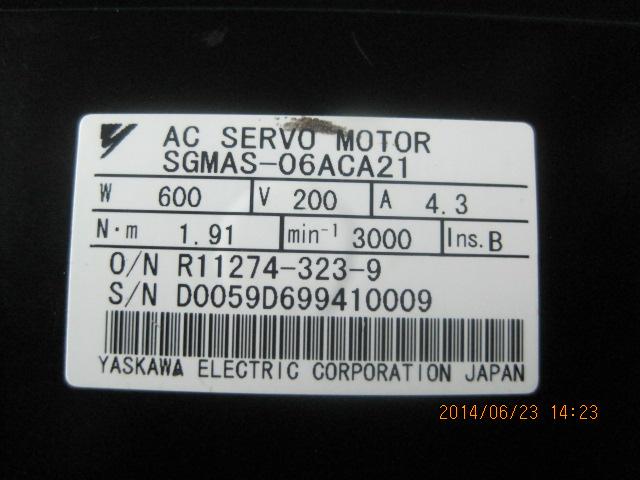 AC SERVO MOTOR
SGMAS-06ACA21
W 600 V 200 A 4.3
N·m 1.91 min-1 3000 Ins.B
O/N R11274-323-9
S/N D0059D699410009
YASKAWA ELECTRIC CORPORATION JAPAN
2014/06/23 14:23